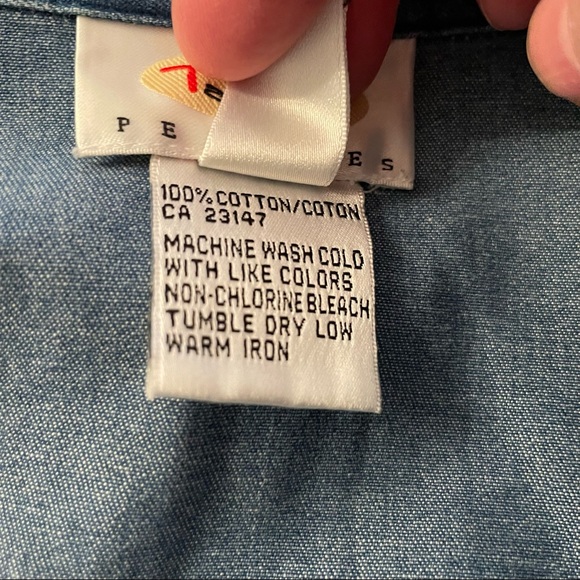 P E E S
100% COTTON/COTON
CA 23147
MACHINE WASH COLD
WITH LIKE COLORS
NON-CHLORINE BLEACH
TUMBLE DRY LOW
WARM IRON